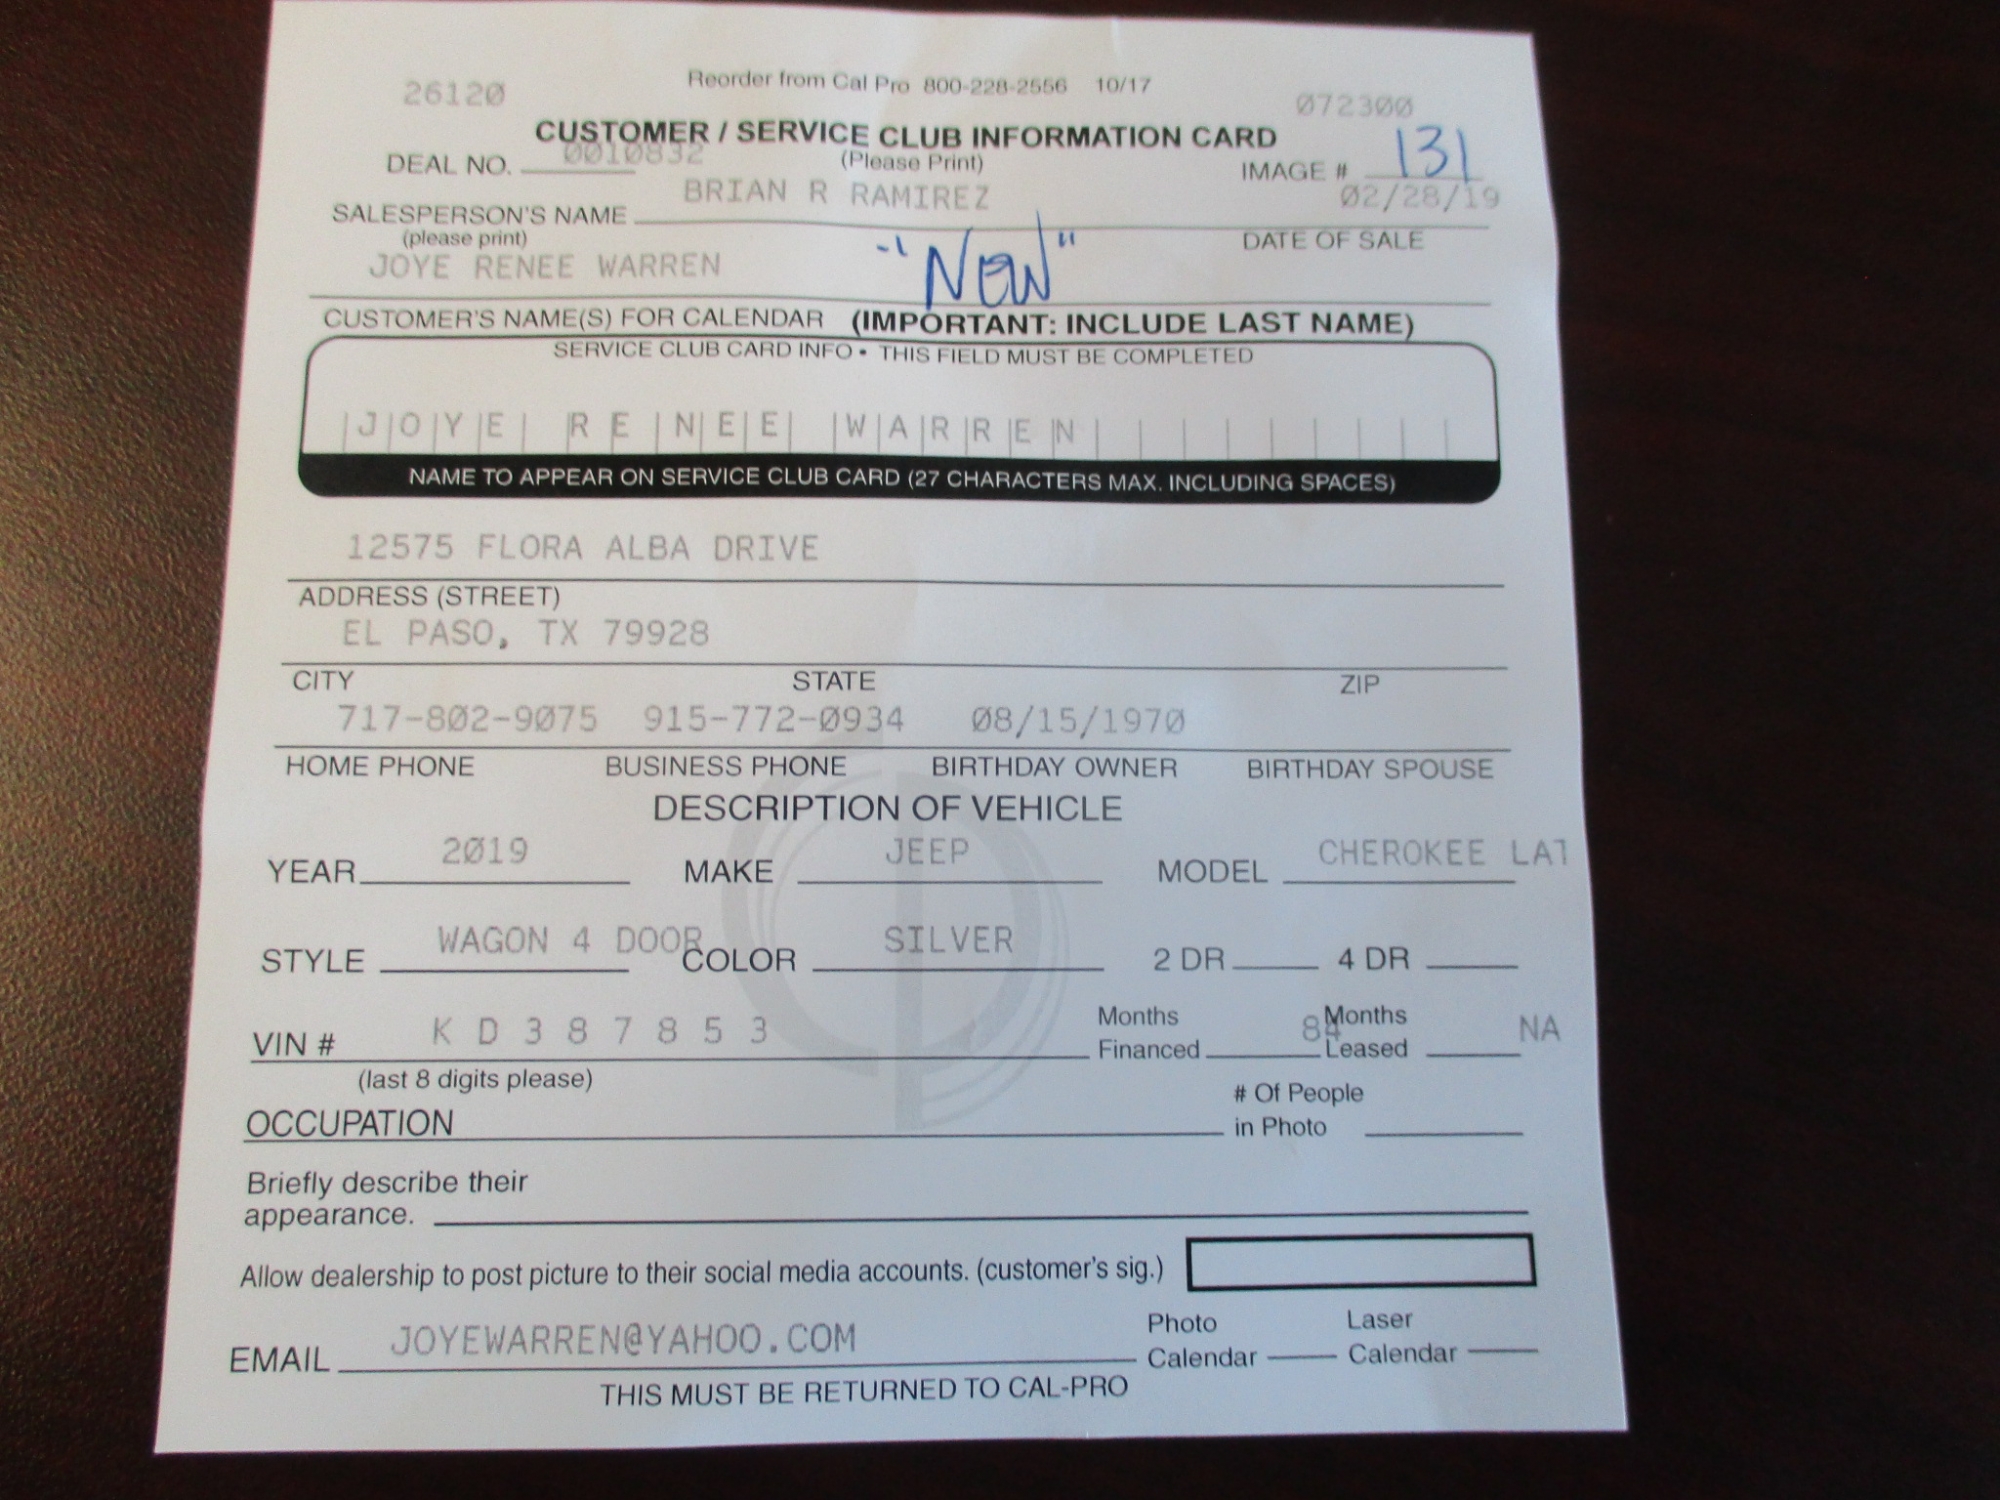 Reorder from Cal Pro 800-228-2556 10/17
26120 072300
CUSTOMER / SERVICE CLUB INFORMATION CARD
DEAL NO. 0010832 (Please Print) IMAGE # 131
SALESPERSON'S NAME BRIAN R RAMIREZ 02/28/19
(please print) DATE OF SALE
JOYE RENEE WARREN "New"
CUSTOMER'S NAME(S) FOR CALENDAR (IMPORTANT: INCLUDE LAST NAME)
SERVICE CLUB CARD INFO • THIS FIELD MUST BE COMPLETED
JOYE RENEE WARREN
NAME TO APPEAR ON SERVICE CLUB CARD (27 CHARACTERS MAX. INCLUDING SPACES)
12575 FLORA ALBA DRIVE
ADDRESS (STREET)
EL PASO, TX 79928
CITY STATE ZIP
717-802-9075 915-772-0934 08/15/1970
HOME PHONE BUSINESS PHONE BIRTHDAY OWNER BIRTHDAY SPOUSE
DESCRIPTION OF VEHICLE
YEAR 2019 MAKE JEEP MODEL CHEROKEE LAT
STYLE WAGON 4 DOOR COLOR SILVER 2 DR 4 DR
VIN # K D 3 8 7 8 5 3 Months Financed 84 Months Leased NA
(last 8 digits please)
OCCUPATION # Of People in Photo
Briefly describe their
appearance.
Allow dealership to post picture to their social media accounts. (customer's sig.)
EMAIL JOYEWARREN@YAHOO.COM Photo Calendar Laser Calendar
THIS MUST BE RETURNED TO CAL-PRO